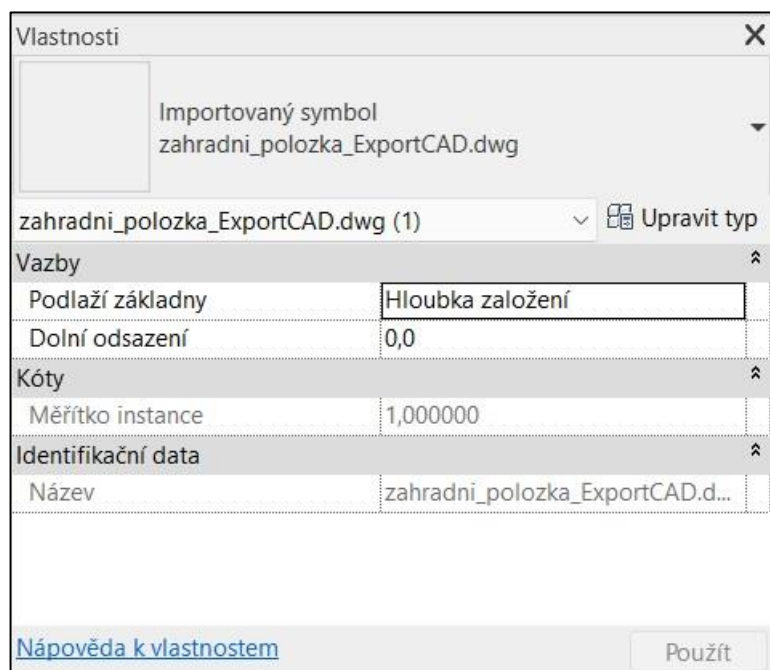 Vlastnosti
Importovaný symbol
zahradni_polozka_ExportCAD.dwg
zahradni_polozka_ExportCAD.dwg (1) Upravit typ
Vazby
Podlaží základny Hloubka založení
Dolní odsazení 0,0
Kóty
Měřítko instance 1,000000
Identifikační data
Název zahradni_polozka_ExportCAD.d...
Nápověda k vlastnostem Použít